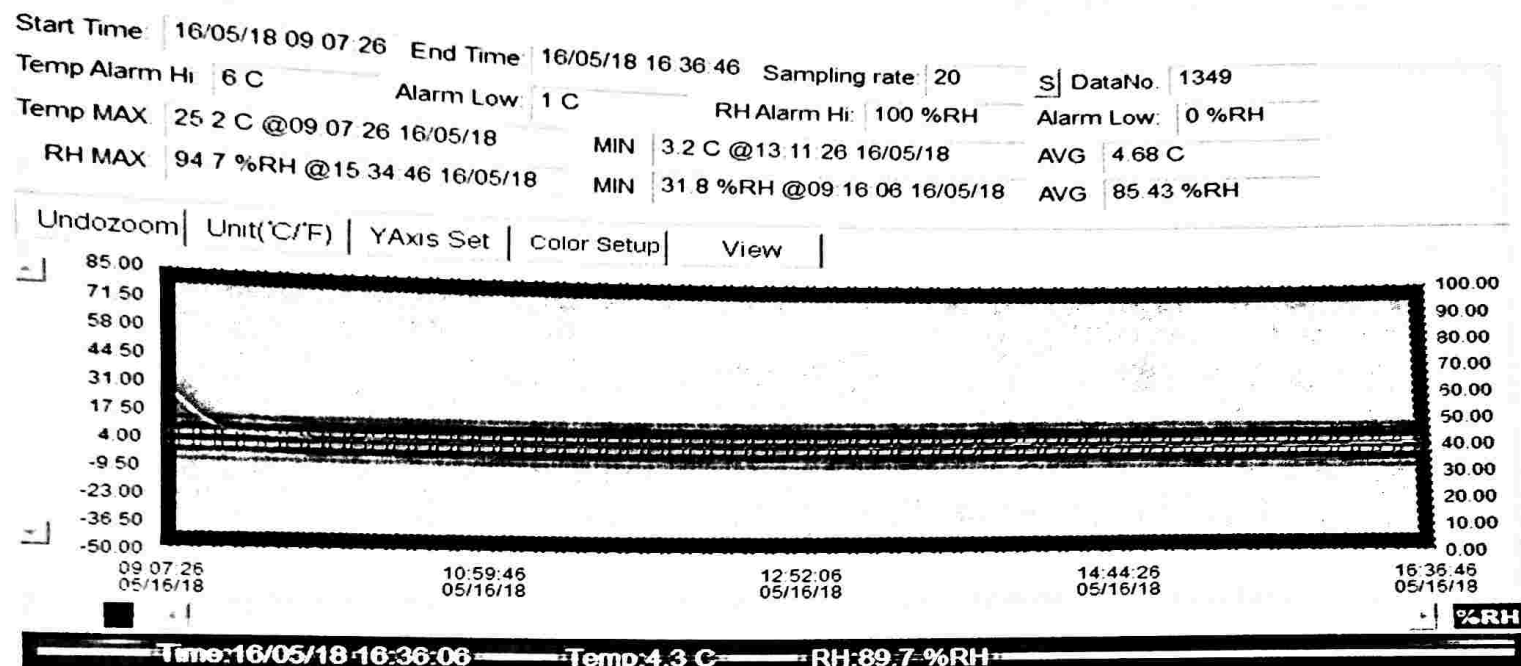 Start Time: 16/05/18 09 07:26 End Time: 16/05/18 16:36:46 Sampling rate: 20 S DataNo. 1349
Temp Alarm Hi 6 C Alarm Low: 1 C RH Alarm Hi: 100 %RH Alarm Low: 0 %RH
Temp MAX 25 2 C @09 07:26 16/05/18 MIN 3.2 C @13:11:26 16/05/18 AVG 4.68 C
RH MAX 94 7 %RH @15 34:46 16/05/18 MIN 31.8 %RH @09:16 06 16/05/18 AVG 85.43 %RH
Undozoom Unit(°C/°F) YAxis Set Color Setup View
85.00 100.00
71.50 90.00
58 00 80.00
44 50 70.00
31.00 60.00
17 50 50.00
4.00 40.00
-9 50 30.00
-23 00 20.00
-36 50 10.00
-50.00 0.00
09 07:26 10:59:46 12:52:06 14:44:26 16:36:46
05/16/18 05/16/18 05/16/18 05/16/18 05/16/18
%RH
Time:16/05/18 16:36:06 Temp:4.3 C RH:89.7 %RH